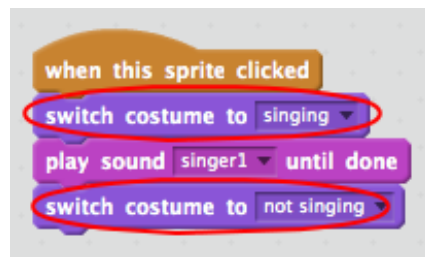 when this sprite clicked
switch costume to singing
play sound singer1 until done
switch costume to not singing